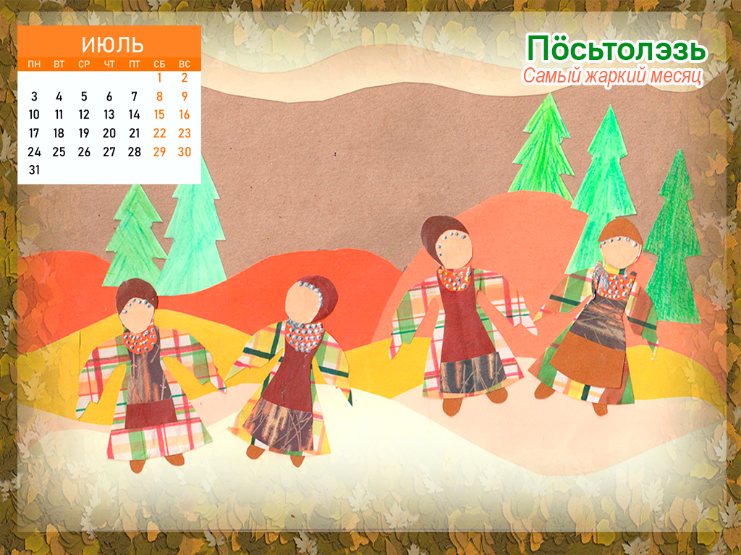 ИЮЛЬ
ПН ВТ СР ЧТ ПТ СБ ВС
1 2
3 4 5 6 7 8 9
10 11 12 13 14 15 16
17 18 19 20 21 22 23
24 25 26 27 28 29 30
31
Пӧсьтолэзь
Самый жаркий месяц